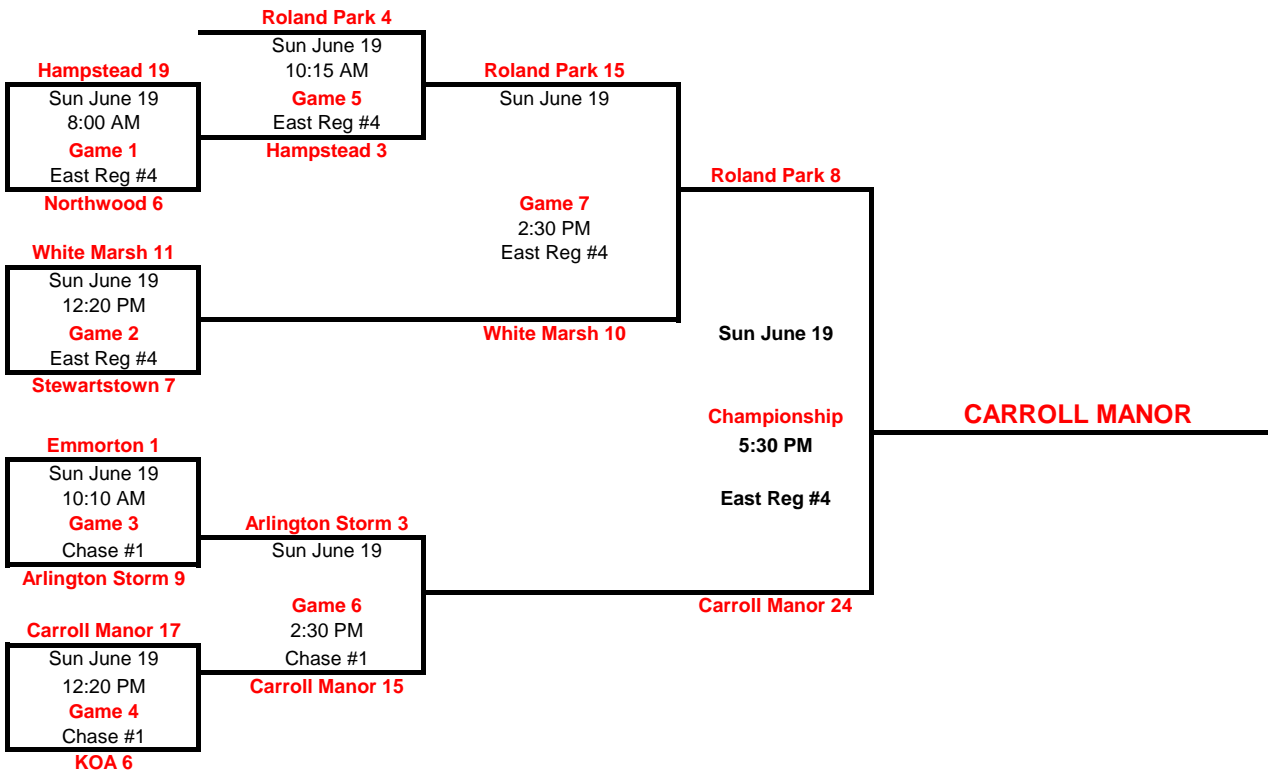 Roland Park 4
Sun June 19
10:15 AM
Game 5
East Reg #4
Hampstead 3
Hampstead 19
Sun June 19
8:00 AM
Game 1
East Reg #4
Northwood 6
Roland Park 15
Sun June 19
Game 7
2:30 PM
East Reg #4
White Marsh 10
White Marsh 11
Sun June 19
12:20 PM
Game 2
East Reg #4
Stewartstown 7
Roland Park 8
Sun June 19
Championship
5:30 PM
East Reg #4
Carroll Manor 24
CARROLL MANOR
Emmorton 1
Sun June 19
10:10 AM
Game 3
Chase #1
Arlington Storm 9
Arlington Storm 3
Sun June 19
Game 6
2:30 PM
Chase #1
Carroll Manor 15
Carroll Manor 17
Sun June 19
12:20 PM
Game 4
Chase #1
KOA 6